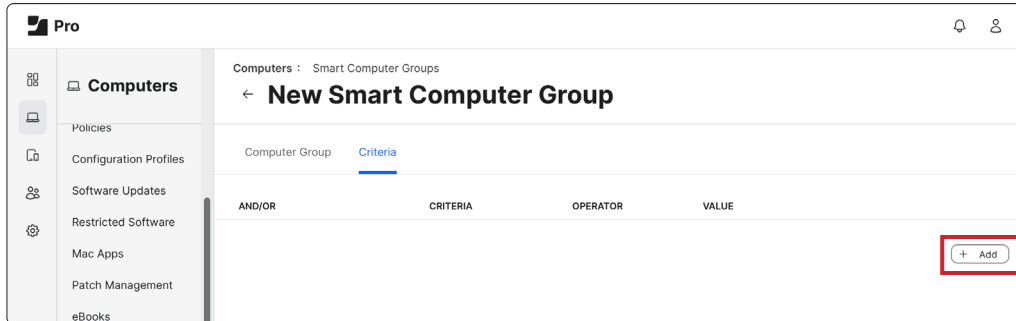 Pro
Computers
Policies
Configuration Profiles
Software Updates
Restricted Software
Mac Apps
Patch Management
eBooks
Computers : Smart Computer Groups
← New Smart Computer Group
Computer Group Criteria
AND/OR CRITERIA OPERATOR VALUE
+ Add